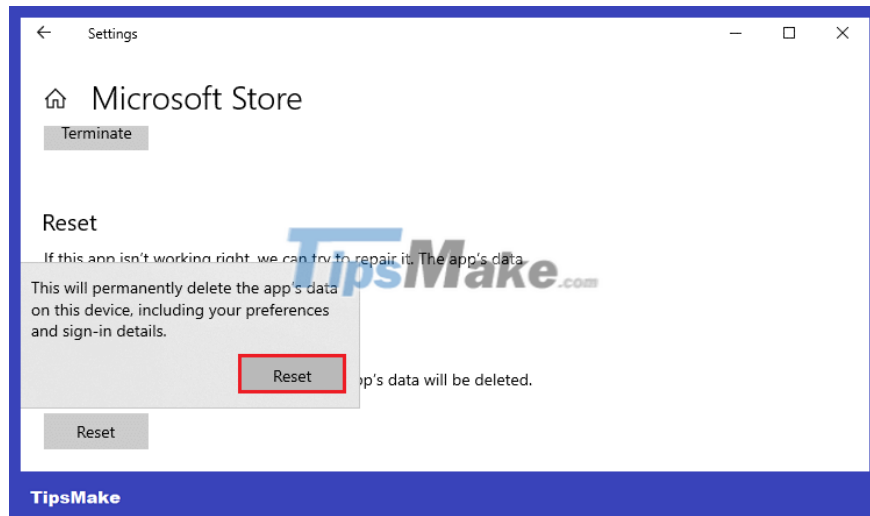 Settings
Microsoft Store
Terminate
Reset
If this app isn't working right, we can try to repair it. The app's data
TipsMake.com
This will permanently delete the app's data
on this device, including your preferences
and sign-in details.
Reset
app's data will be deleted.
Reset
TipsMake